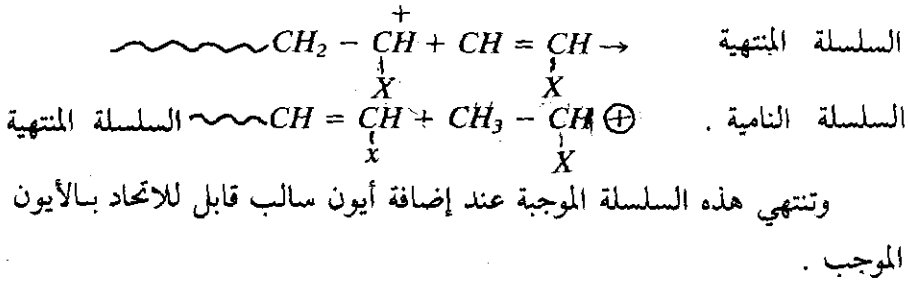 السلسلة المنتهية ~~~CH₂ − CH⁺ + CH = CH →
X X
السلسلة النامية . السلسلة المنتهية ~~~CH = CH + CH₃ − CH ⊕
x X
وتنتهي هذه السلسلة الموجبة عند إضافة أيون سالب قابل للاتحاد بالأيون
الموجب .